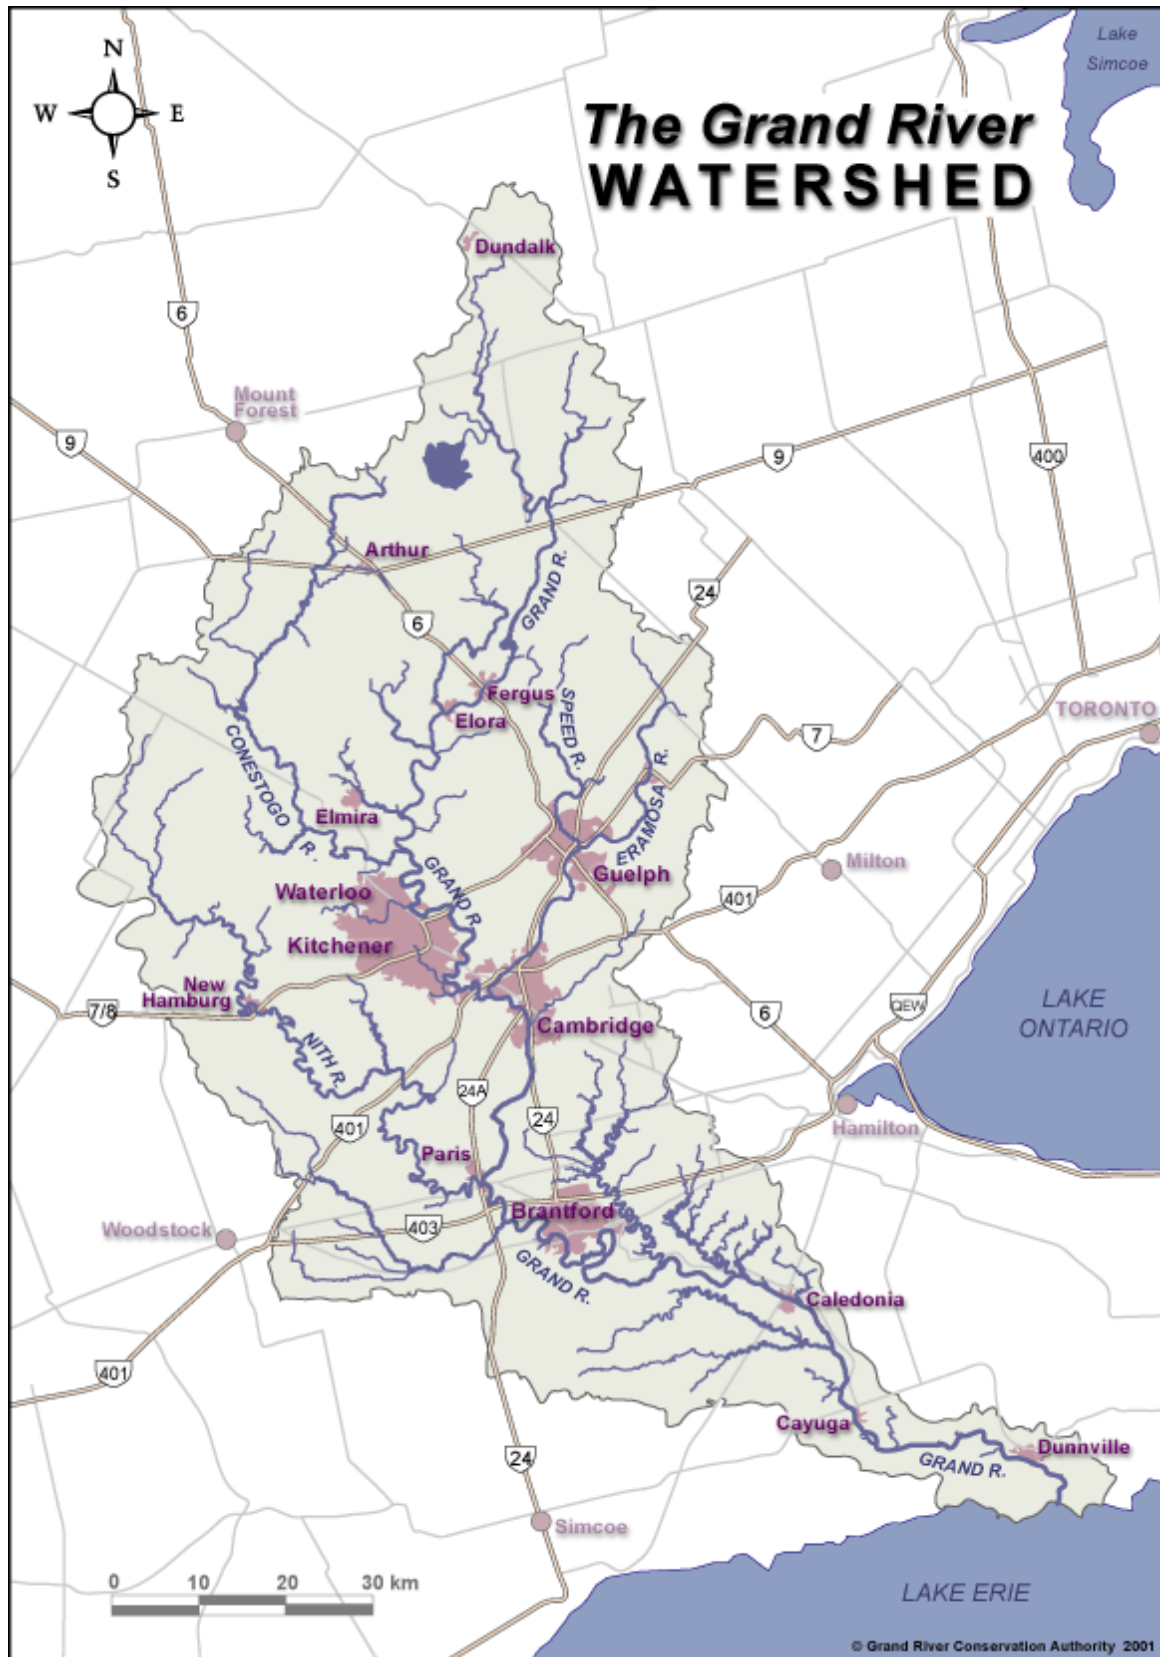 Lake
Simcoe
N
W
E
S
The Grand River
WATERSHED
Dundalk
6
Mount
Forest
9
9
400
Arthur
GRAND R.
24
6
Fergus
SPEED R.
Elora
TORONTO
7
CONESTOGO
R.
ERAMOSA R.
Elmira
Guelph
Milton
GRAND R.
Waterloo
401
Kitchener
New
Hamburg
7/8
6
QEW
LAKE
ONTARIO
Cambridge
NITH R.
24A
24
401
Hamilton
Paris
Brantford
Woodstock
403
GRAND R.
Caledonia
401
Cayuga
Dunnville
GRAND R.
24
Simcoe
0 10 20 30 km
LAKE ERIE
© Grand River Conservation Authority 2001